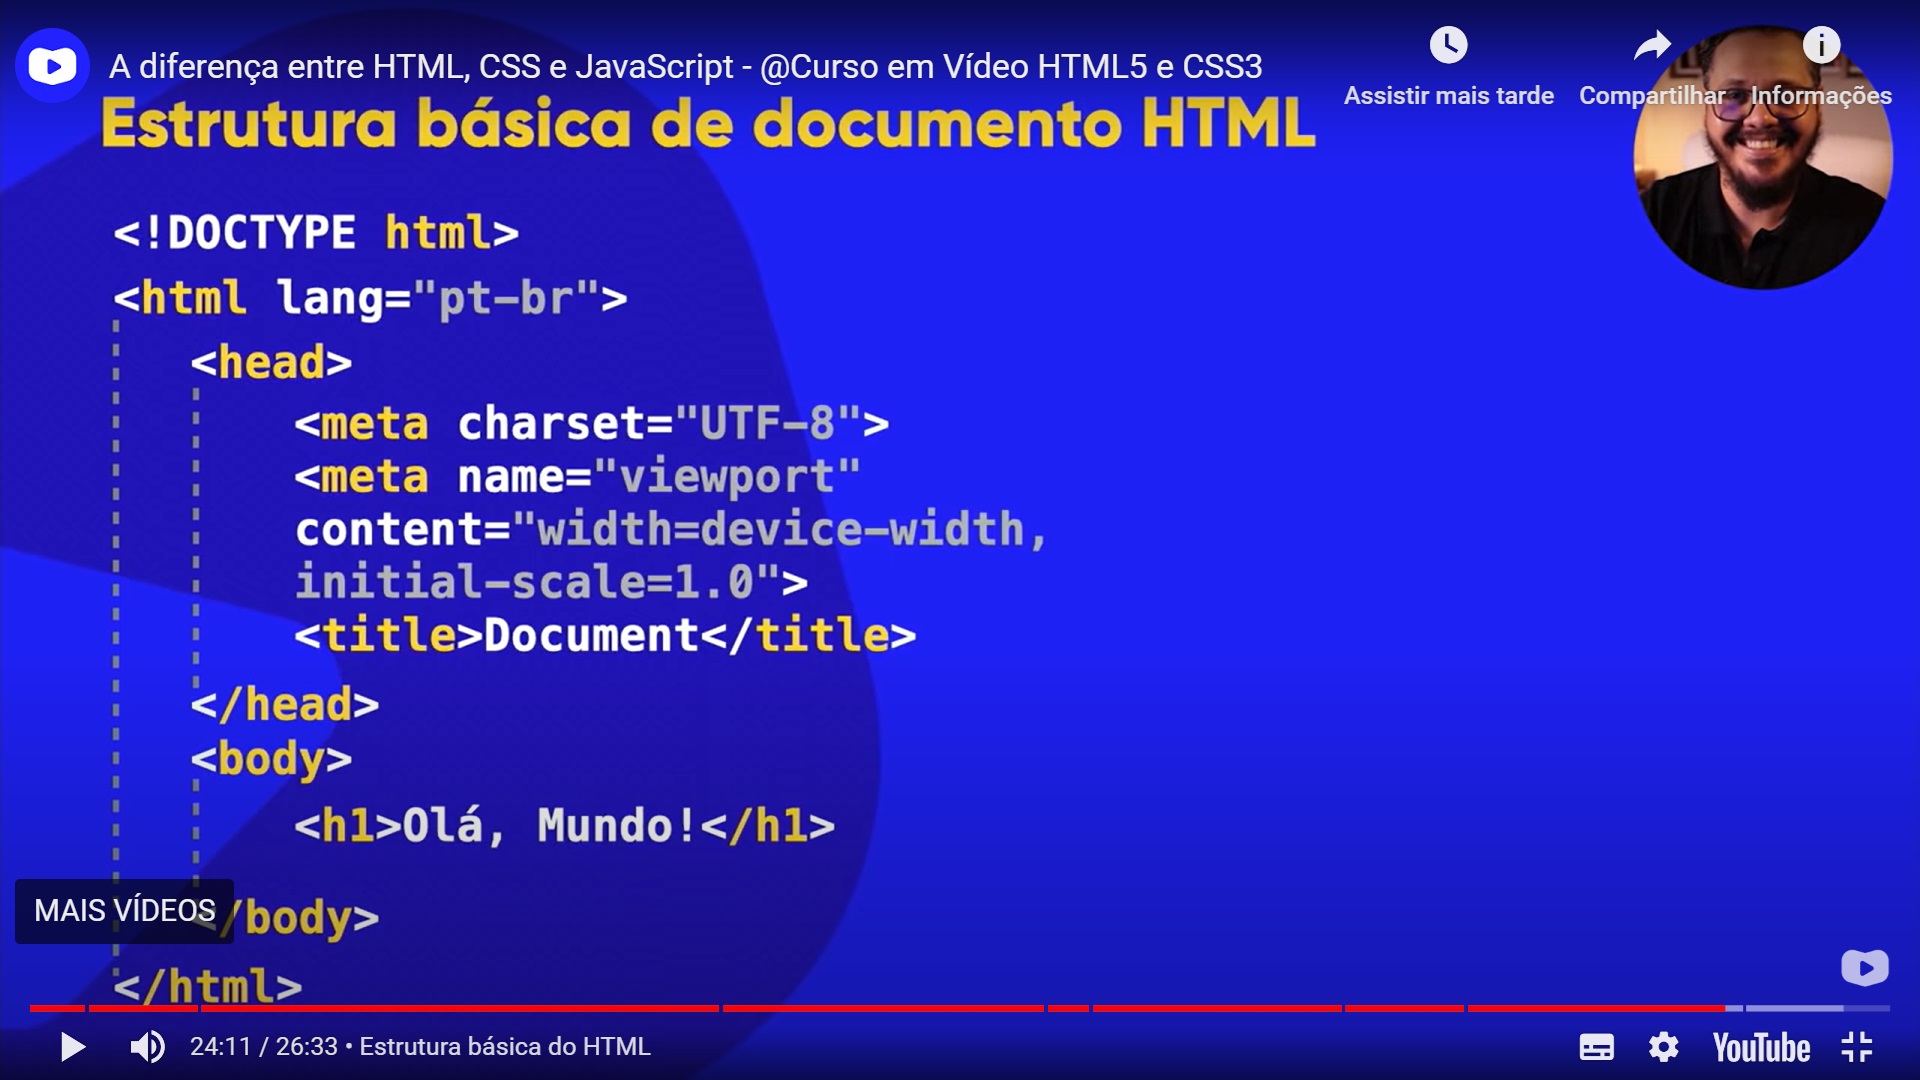 A diferença entre HTML, CSS e JavaScript - @Curso em Vídeo HTML5 e CSS3
Assistir mais tarde
Compartilhar
Informações
Estrutura básica de documento HTML
<!DOCTYPE html>
<html lang="pt-br">
<head>
<meta charset="UTF-8">
<meta name="viewport"
content="width=device-width,
initial-scale=1.0">
<title>Document</title>
</head>
<body>
<h1>Olá, Mundo!</h1>
MAIS VÍDEOS
</body>
</html>
24:11 / 26:33 • Estrutura básica do HTML
YouTube